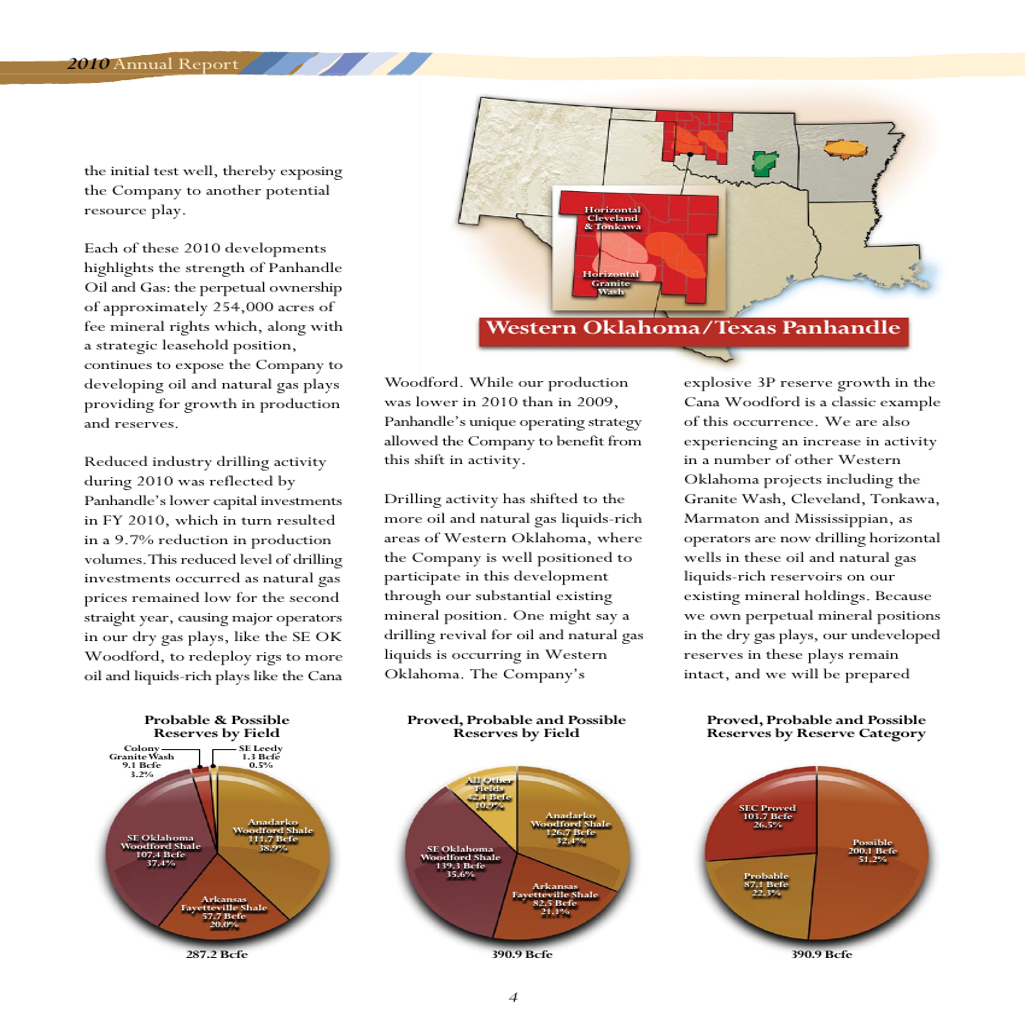 2010 Annual Report
the initial test well, thereby exposing
the Company to another potential
resource play.
Each of these 2010 developments
highlights the strength of Panhandle
Oil and Gas: the perpetual ownership
of approximately 254,000 acres of
fee mineral rights which, along with
a strategic leasehold position,
continues to expose the Company to
developing oil and natural gas plays
providing for growth in production
and reserves.
Reduced industry drilling activity
during 2010 was reflected by
Panhandle's lower capital investments
in FY 2010, which in turn resulted
in a 9.7% reduction in production
volumes. This reduced level of drilling
investments occurred as natural gas
prices remained low for the second
straight year, causing major operators
in our dry gas plays, like the SE OK
Woodford, to redeploy rigs to more
oil and liquids-rich plays like the Cana
Horizontal
Cleveland
& Tonkawa
Horizontal
Granite
Wash
Western Oklahoma/Texas Panhandle
Woodford. While our production
was lower in 2010 than in 2009,
Panhandle's unique operating strategy
allowed the Company to benefit from
this shift in activity.
Drilling activity has shifted to the
more oil and natural gas liquids-rich
areas of Western Oklahoma, where
the Company is well positioned to
participate in this development
through our substantial existing
mineral position. One might say a
drilling revival for oil and natural gas
liquids is occurring in Western
Oklahoma. The Company's
explosive 3P reserve growth in the
Cana Woodford is a classic example
of this occurrence. We are also
experiencing an increase in activity
in a number of other Western
Oklahoma projects including the
Granite Wash, Cleveland, Tonkawa,
Marmaton and Mississippian, as
operators are now drilling horizontal
wells in these oil and natural gas
liquids-rich reservoirs on our
existing mineral holdings. Because
we own perpetual mineral positions
in the dry gas plays, our undeveloped
reserves in these plays remain
intact, and we will be prepared
Probable & Possible
Reserves by Field
Colony
Granite Wash
9.1 Bcfe
3.2%
SE Leedy
1.3 Bcfe
0.5%
Anadarko
Woodford Shale
111.7 Bcfe
38.9%
SE Oklahoma
Woodford Shale
107.4 Bcfe
37.4%
Arkansas
Fayetteville Shale
57.7 Bcfe
20.0%
287.2 Bcfe
Proved, Probable and Possible
Reserves by Field
All Other
Fields
42.4 Bcfe
10.9%
Anadarko
Woodford Shale
126.7 Bcfe
32.4%
SE Oklahoma
Woodford Shale
139.3 Bcfe
35.6%
Arkansas
Fayetteville Shale
82.5 Bcfe
21.1%
390.9 Bcfe
Proved, Probable and Possible
Reserves by Reserve Category
SEC Proved
103.7 Bcfe
26.5%
Possible
200.1 Bcfe
51.2%
Probable
87.1 Bcfe
22.3%
390.9 Bcfe
4